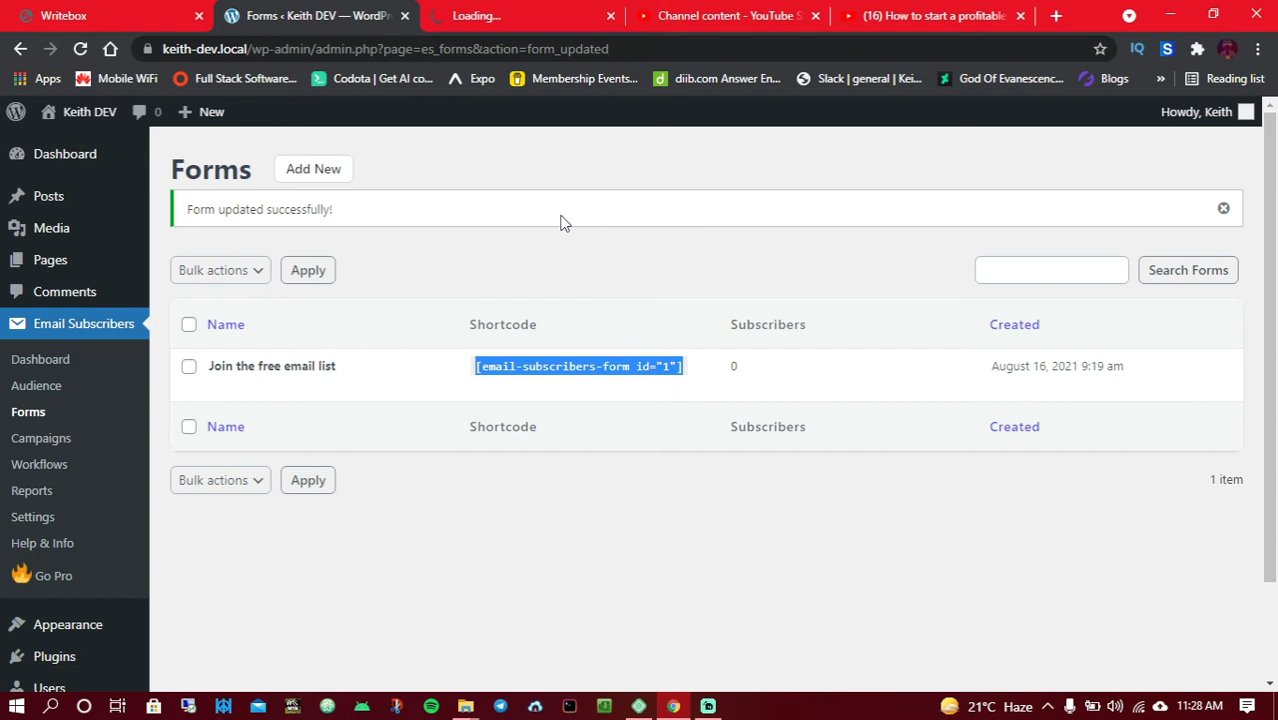 Writebox
Forms ‹ Keith DEV — WordPr
Loading...
Channel content - YouTube S
(16) How to start a profitable
keith-dev.local/wp-admin/admin.php?page=es_forms&action=form_updated
Apps
Mobile WiFi
Full Stack Software...
Codota | Get AI co...
Expo
Membership Events...
diib.com Answer En...
Slack | general | Kei...
God Of Evanescenc...
Blogs
»
Reading list
Keith DEV
0
New
Howdy, Keith
Dashboard
Posts
Media
Pages
Comments
Email Subscribers
Dashboard
Audience
Forms
Campaigns
Workflows
Reports
Settings
Help & Info
Go Pro
Appearance
Plugins
Users
Forms
Add New
Form updated successfully!
Bulk actions
Apply
Search Forms
Name Shortcode Subscribers Created
Join the free email list [email-subscribers-form id="1"] 0 August 16, 2021 9:19 am
Name Shortcode Subscribers Created
Bulk actions
Apply
1 item
21°C Haze
11:28 AM